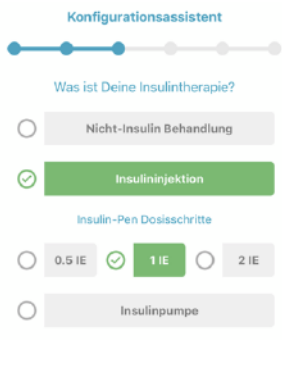 Konfigurationsassistent
Was ist Deine Insulintherapie?
Nicht-Insulin Behandlung
Insulininjektion
Insulin-Pen Dosisschritte
0.5 IE 1 IE 2 IE
Insulinpumpe